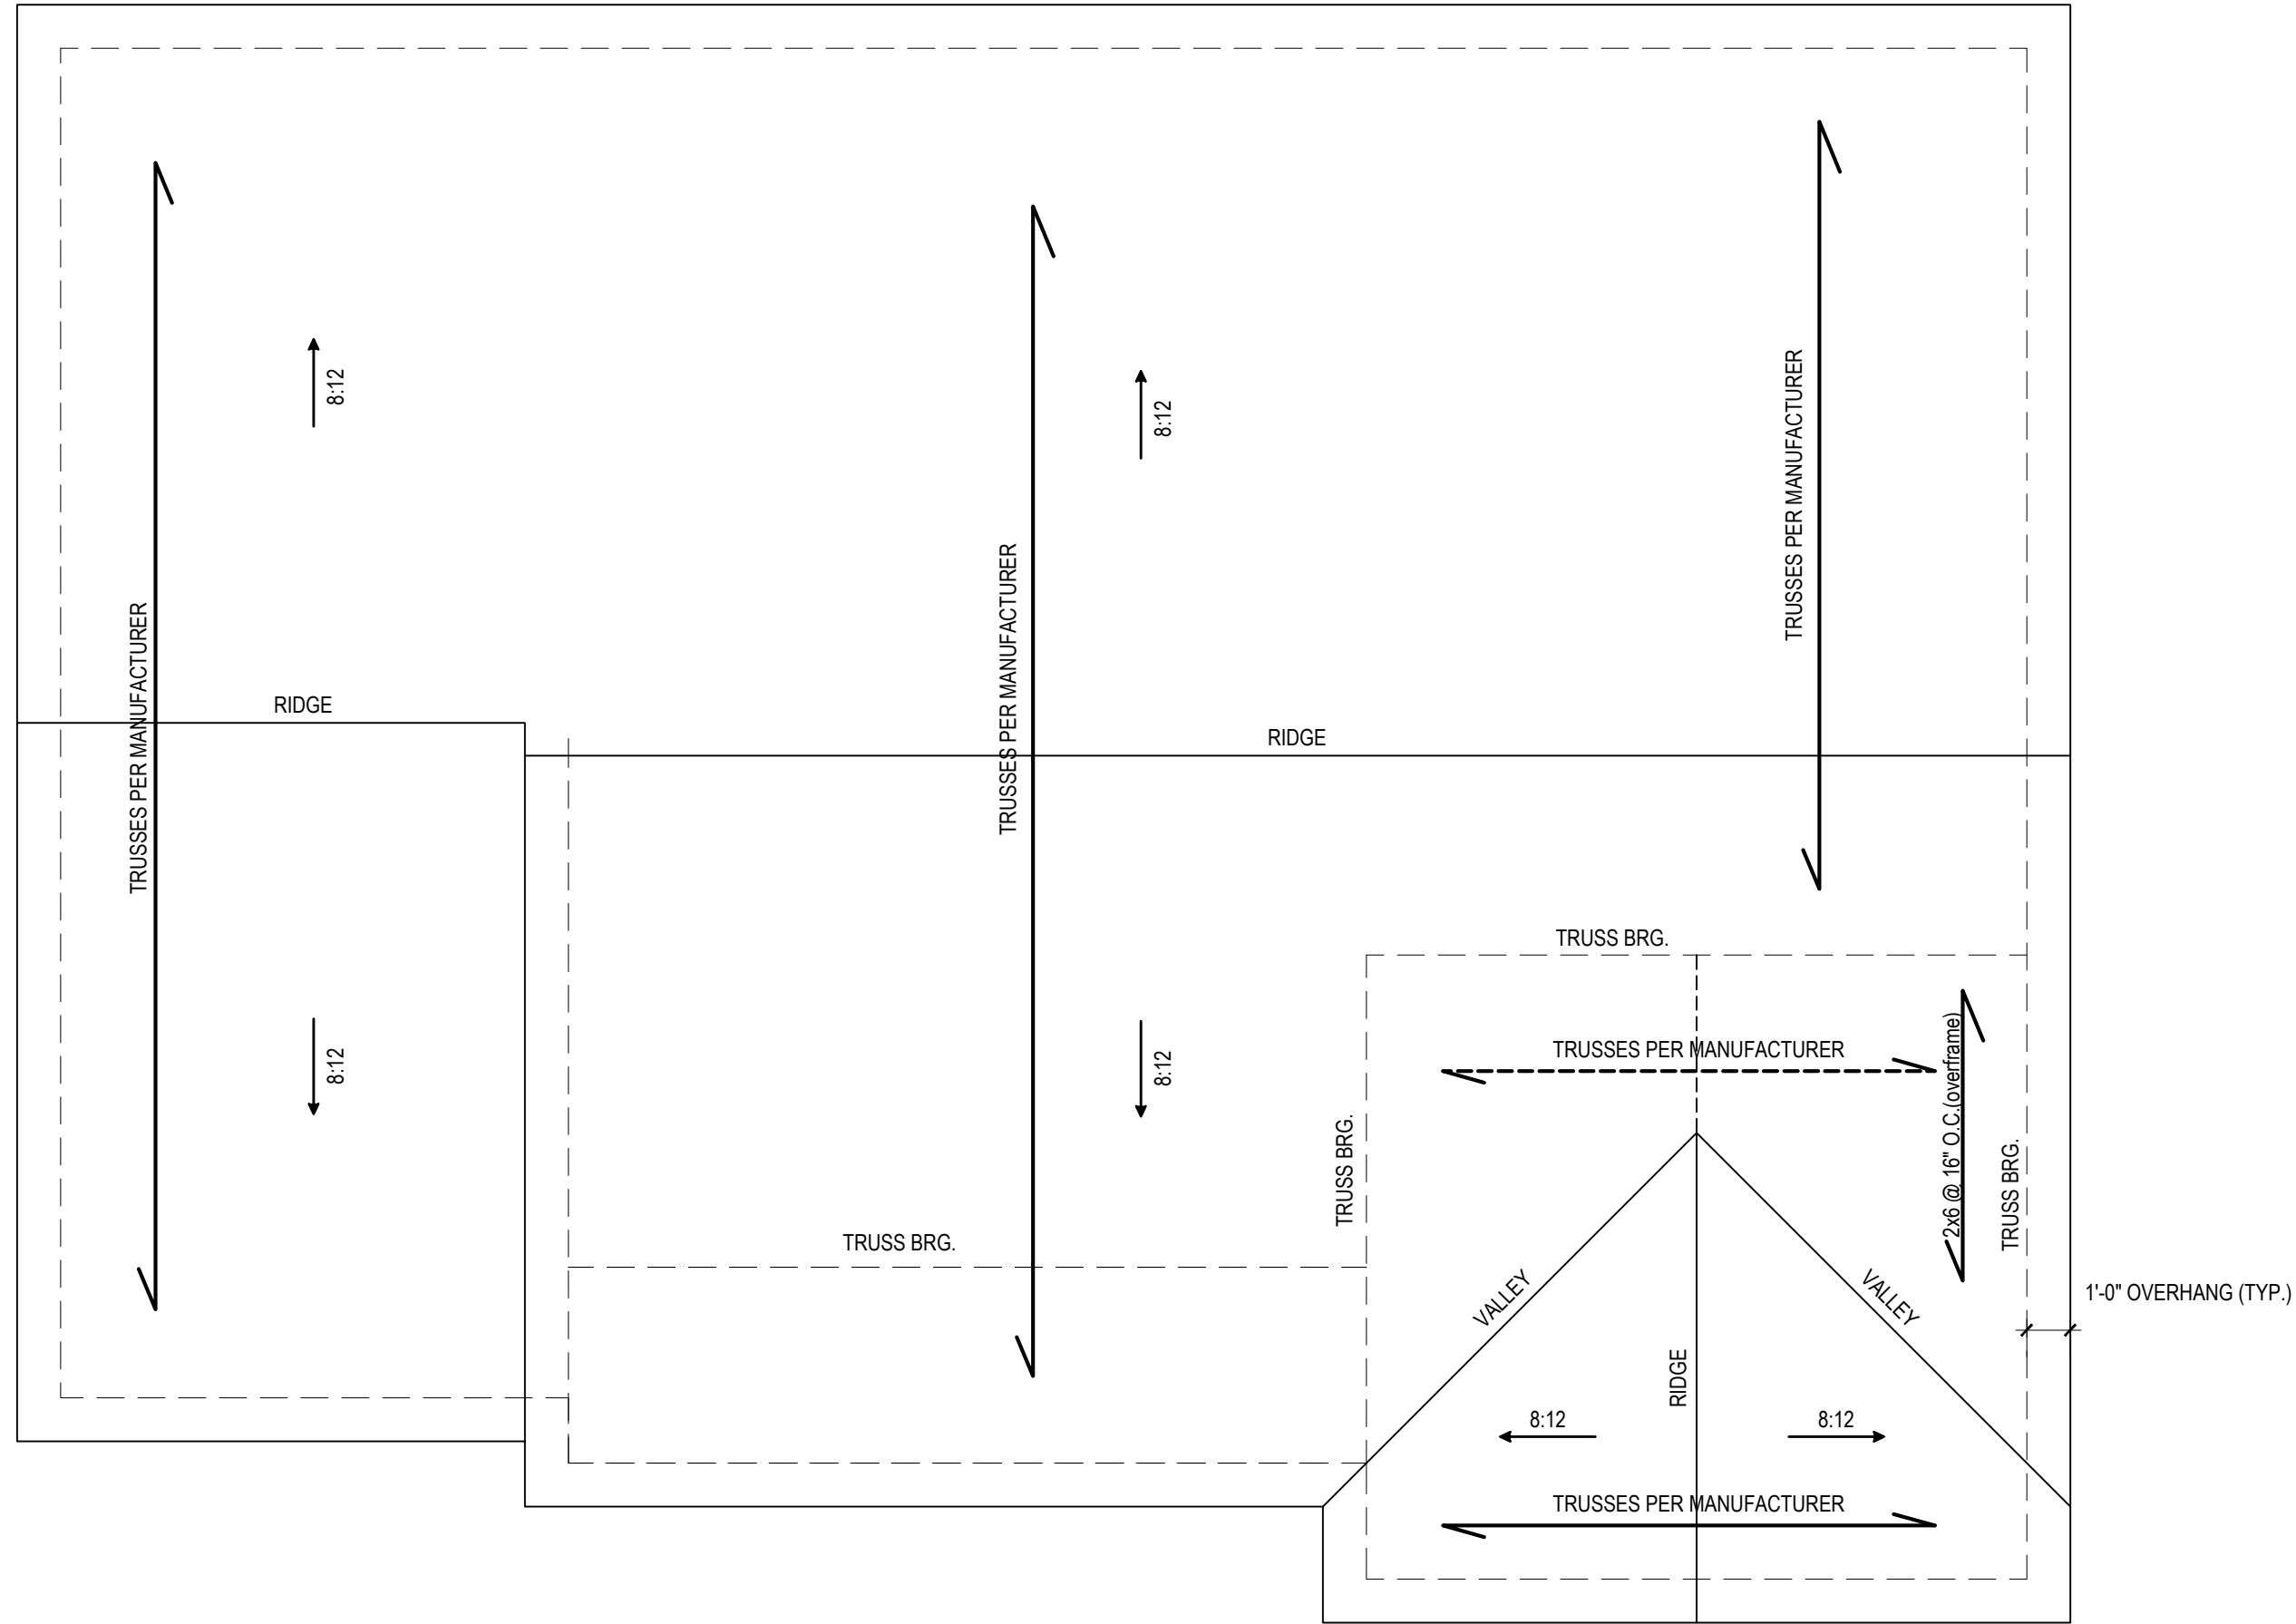 8:12
8:12
TRUSSES PER MANUFACTURER
TRUSSES PER MANUFACTURER
TRUSSES PER MANUFACTURER
RIDGE
RIDGE
TRUSS BRG.
TRUSSES PER MANUFACTURER
8:12
8:12
2x6 @ 16" O.C.(overframe)
TRUSS BRG.
TRUSS BRG.
TRUSS BRG.
VALLEY
VALLEY
1'-0" OVERHANG (TYP.)
RIDGE
8:12
8:12
TRUSSES PER MANUFACTURER